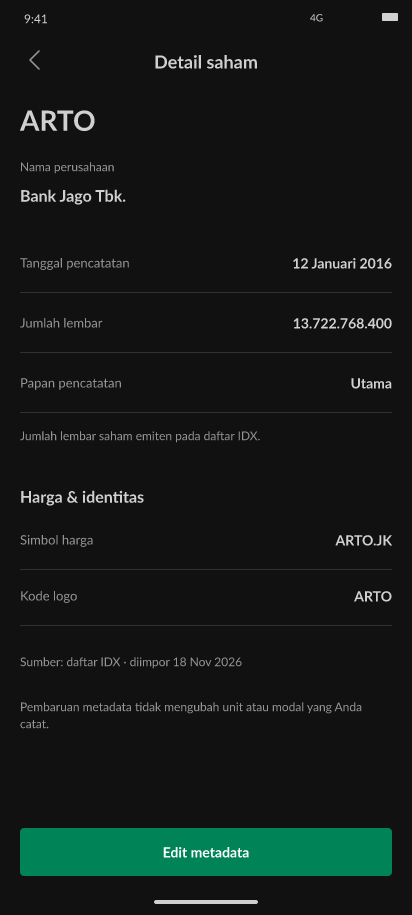 9:41
4G
Detail saham
ARTO
Nama perusahaan
Bank Jago Tbk.
Tanggal pencatatan
12 Januari 2016
Jumlah lembar
13.722.768.400
Papan pencatatan
Utama
Jumlah lembar saham emiten pada daftar IDX.
Harga & identitas
Simbol harga
ARTO.JK
Kode logo
ARTO
Sumber: daftar IDX · diimpor 18 Nov 2026
Pembaruan metadata tidak mengubah unit atau modal yang Anda
catat.
Edit metadata